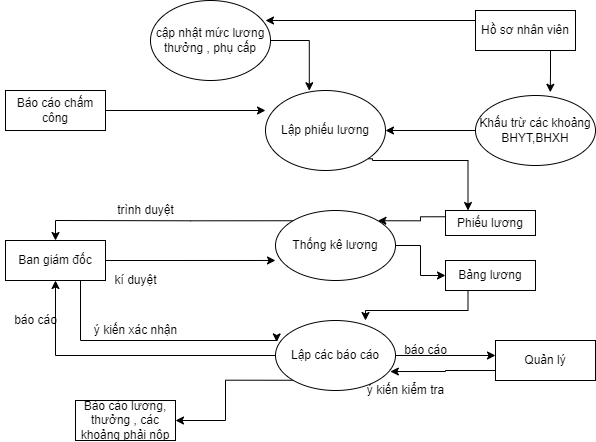 cập nhật mức lương
thưởng , phụ cấp
Hồ sơ nhân viên
Báo cáo chấm
công
Lập phiếu lương
Khấu trừ các khoảng
BHYT,BHXH
trình duyệt
Phiếu lương
Thống kê lương
Ban giám đốc
kí duyệt
Bảng lương
báo cáo
ý kiến xác nhận
Lập các báo cáo
báo cáo
Quản lý
ý kiến kiểm tra
Báo cáo lương,
thưởng , các
khoảng phải nộp